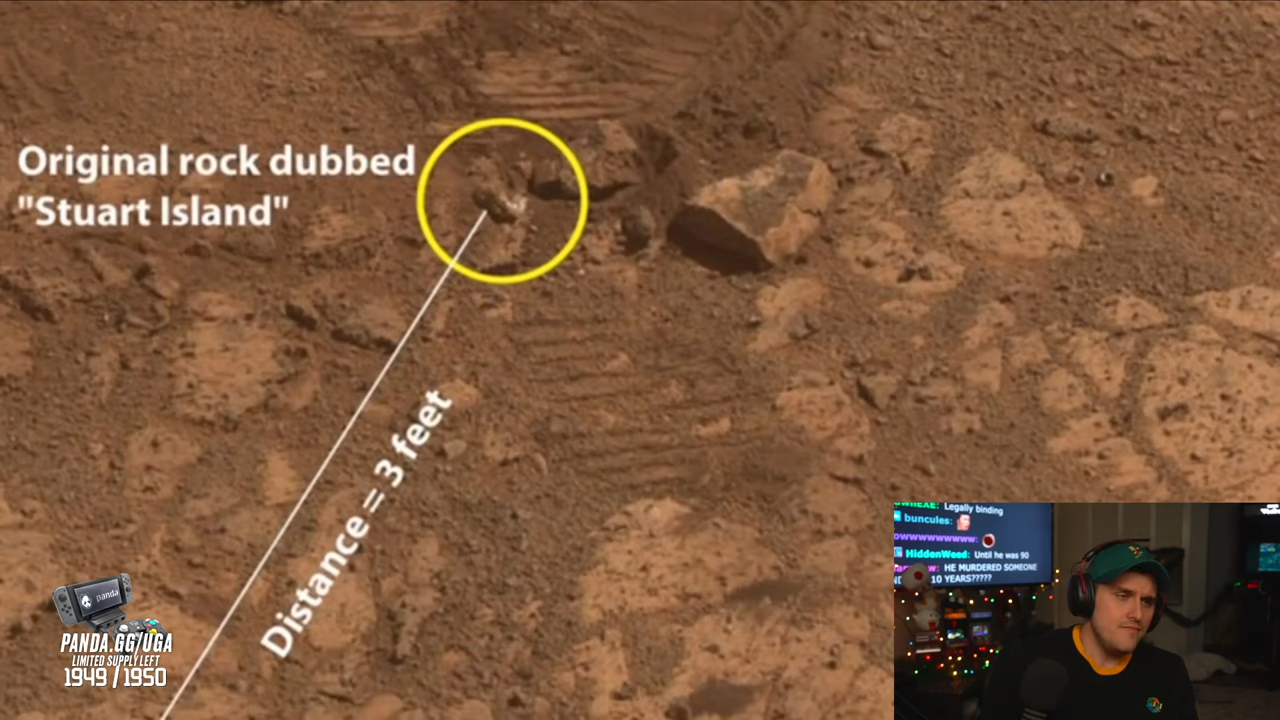 Original rock dubbed
"Stuart Island"
Distance = 3 feet
panda
PANDA.GG/UGA
LIMITED SUPPLY LEFT
1949 / 1950
Legally binding
buncules:
HiddenWeed: Until he was 90
HE MURDERED SOMEONE
10 YEARS?????